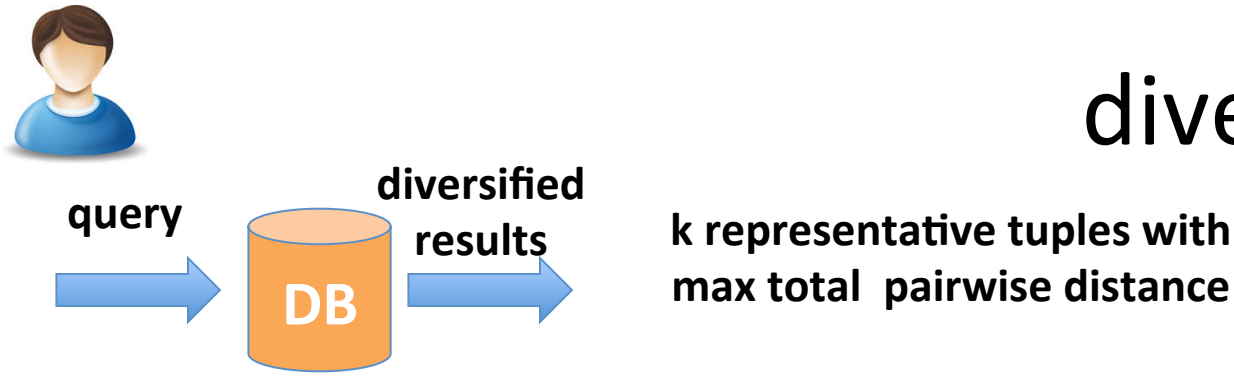 dive
query
diversified
results
DB
k representative tuples with
max total pairwise distance